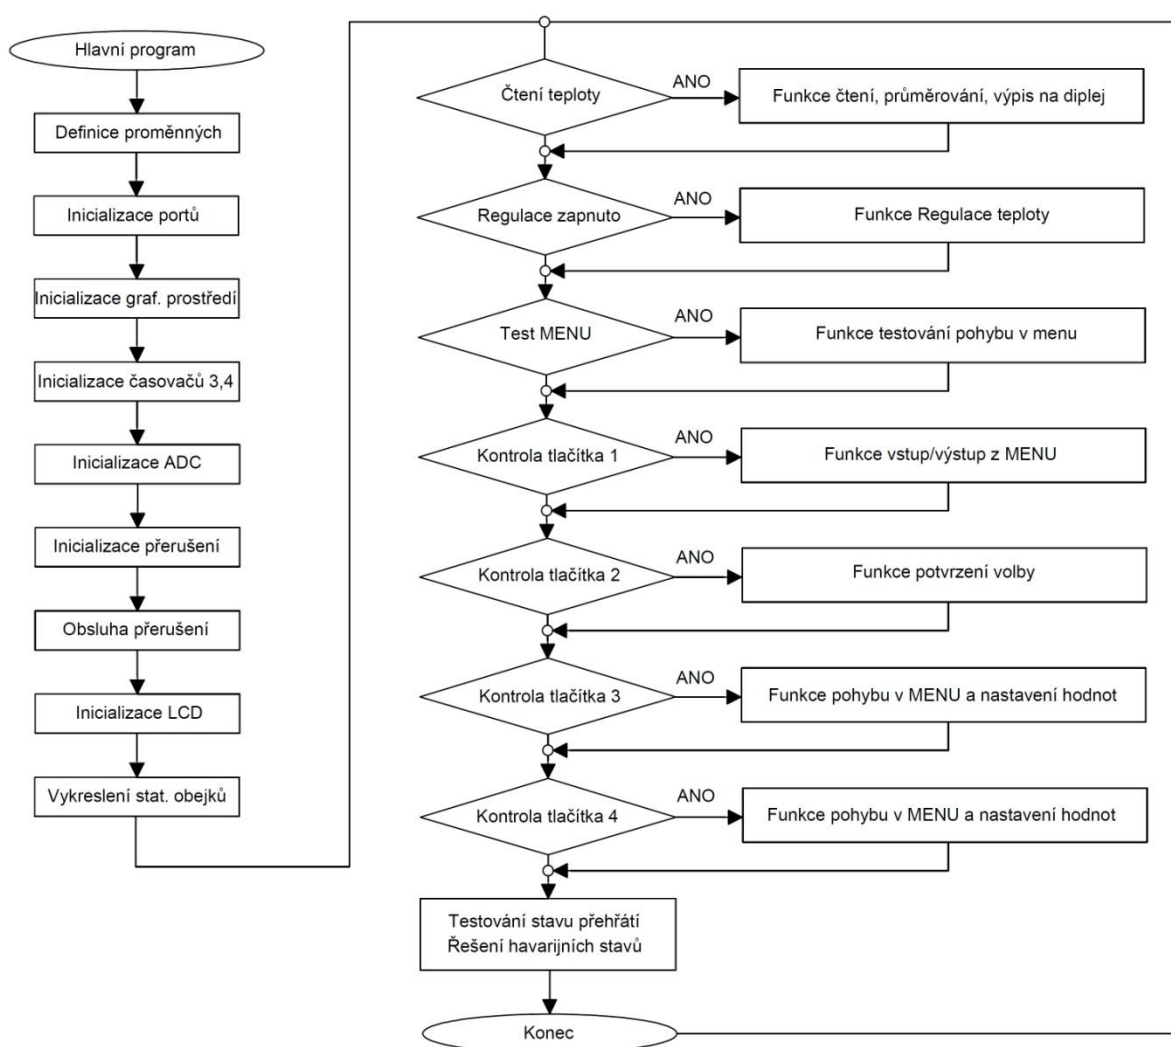 Hlavní program
Definice proměnných
Inicializace portů
Inicializace graf. prostředí
Inicializace časovačů 3,4
Inicializace ADC
Inicializace přerušení
Obsluha přerušení
Inicializace LCD
Vykreslení stat. obejků
Čtení teploty
ANO
Funkce čtení, průměrování, výpis na diplej
Regulace zapnuto
ANO
Funkce Regulace teploty
Test MENU
ANO
Funkce testování pohybu v menu
Kontrola tlačítka 1
ANO
Funkce vstup/výstup z MENU
Kontrola tlačítka 2
ANO
Funkce potvrzení volby
Kontrola tlačítka 3
ANO
Funkce pohybu v MENU a nastavení hodnot
Kontrola tlačítka 4
ANO
Funkce pohybu v MENU a nastavení hodnot
Testování stavu přehřátí
Řešení havarijních stavů
Konec